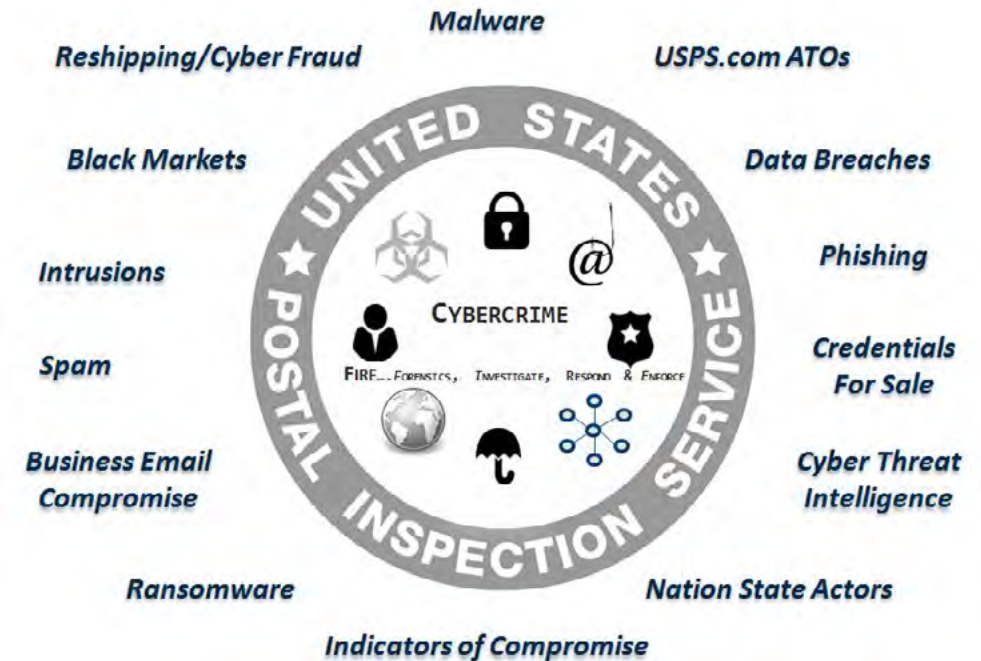 Malware
Reshipping/Cyber Fraud
USPS.com ATOs
Black Markets
Data Breaches
Intrusions
Phishing
Spam
Credentials
For Sale
Business Email
Compromise
Cyber Threat
Intelligence
Ransomware
Nation State Actors
Indicators of Compromise
UNITED STATES
POSTAL INSPECTION SERVICE
@
CYBERCRIME
FIRE...FORENSTICS, INVESTIGATE, RESPOND & ENFORCE